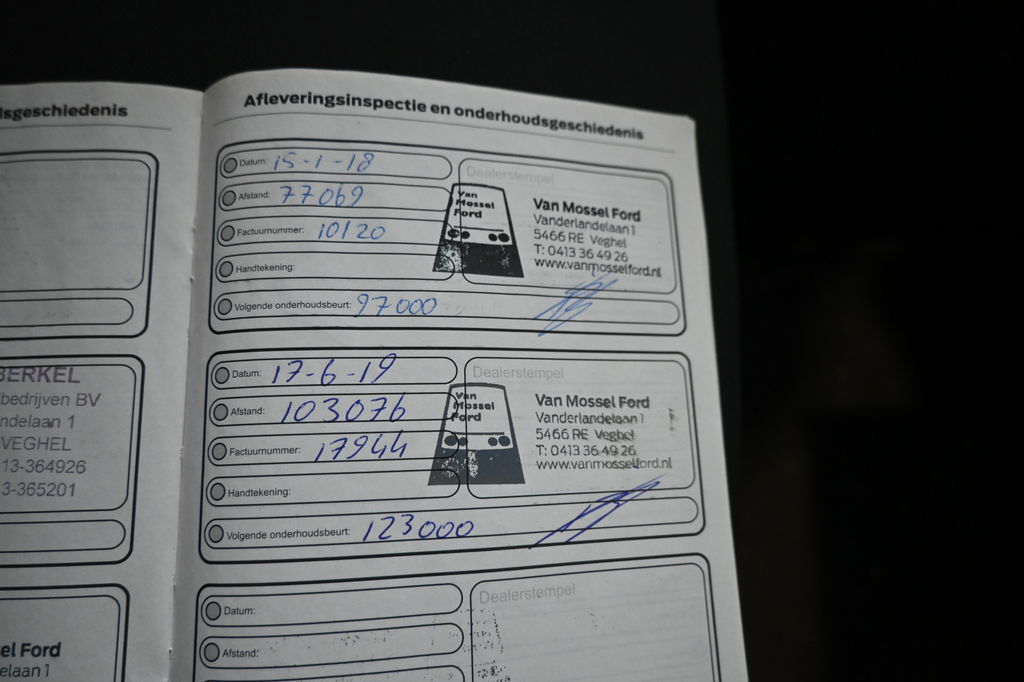 sgeschiedenis
BERKEL
bedrijven BV
ndelaan 1
VEGHEL
13-364926
3-365201
el Ford
elaan 1
Afleveringsinspectie en onderhoudsgeschiedenis
Datum: 15-1-18
Afstand: 77069
Factuurnummer: 10120
Handtekening:
Volgende onderhoudsbeurt: 97000
Dealerstempel
Van
Mossel
Ford
Van Mossel Ford
Vanderlandelaan 1
5466 RE Veghel
T: 0413 36 49 26
www.vanmosselford.nl
Datum: 17-6-19
Afstand: 103076
Factuurnummer: 17944
Handtekening:
Volgende onderhoudsbeurt: 123000
Dealerstempel
Van
Mossel
Ford
Van Mossel Ford
Vanderlandelaan 1
5466 RE Veghel
T: 0413 36 49 26
www.vanmosselford.nl
Datum:
Afstand:
Dealerstempel